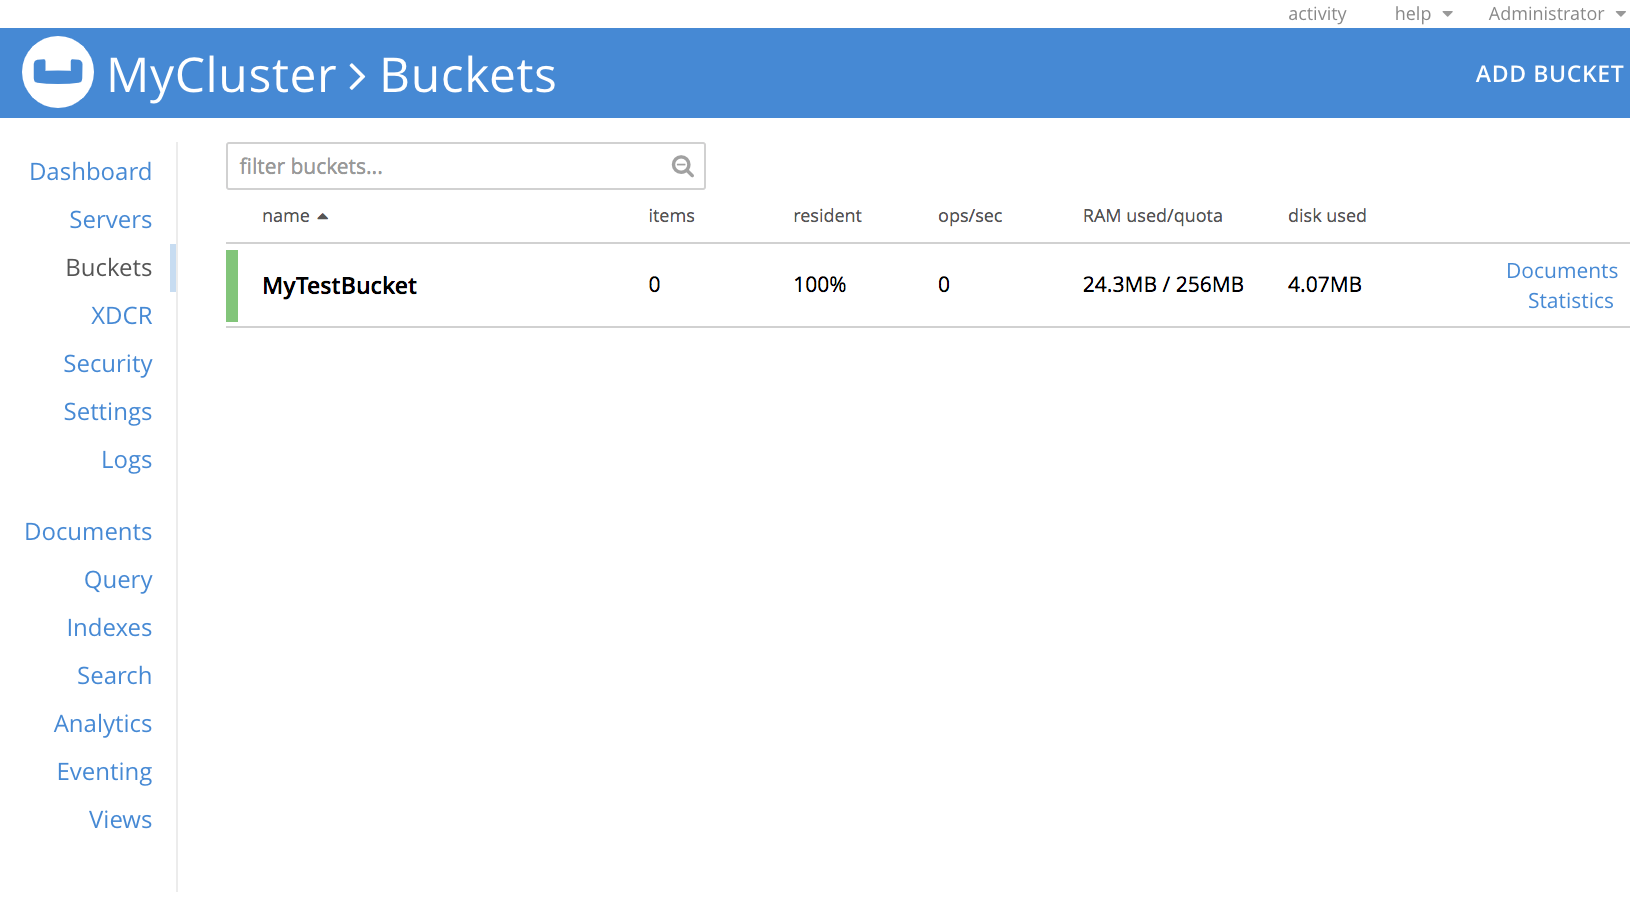 activity help Administrator
MyCluster > Buckets ADD BUCKET
filter buckets...
name items resident ops/sec RAM used/quota disk used
MyTestBucket 0 100% 0 24.3MB / 256MB 4.07MB
Documents
Statistics
Dashboard
Servers
Buckets
XDCR
Security
Settings
Logs
Documents
Query
Indexes
Search
Analytics
Eventing
Views